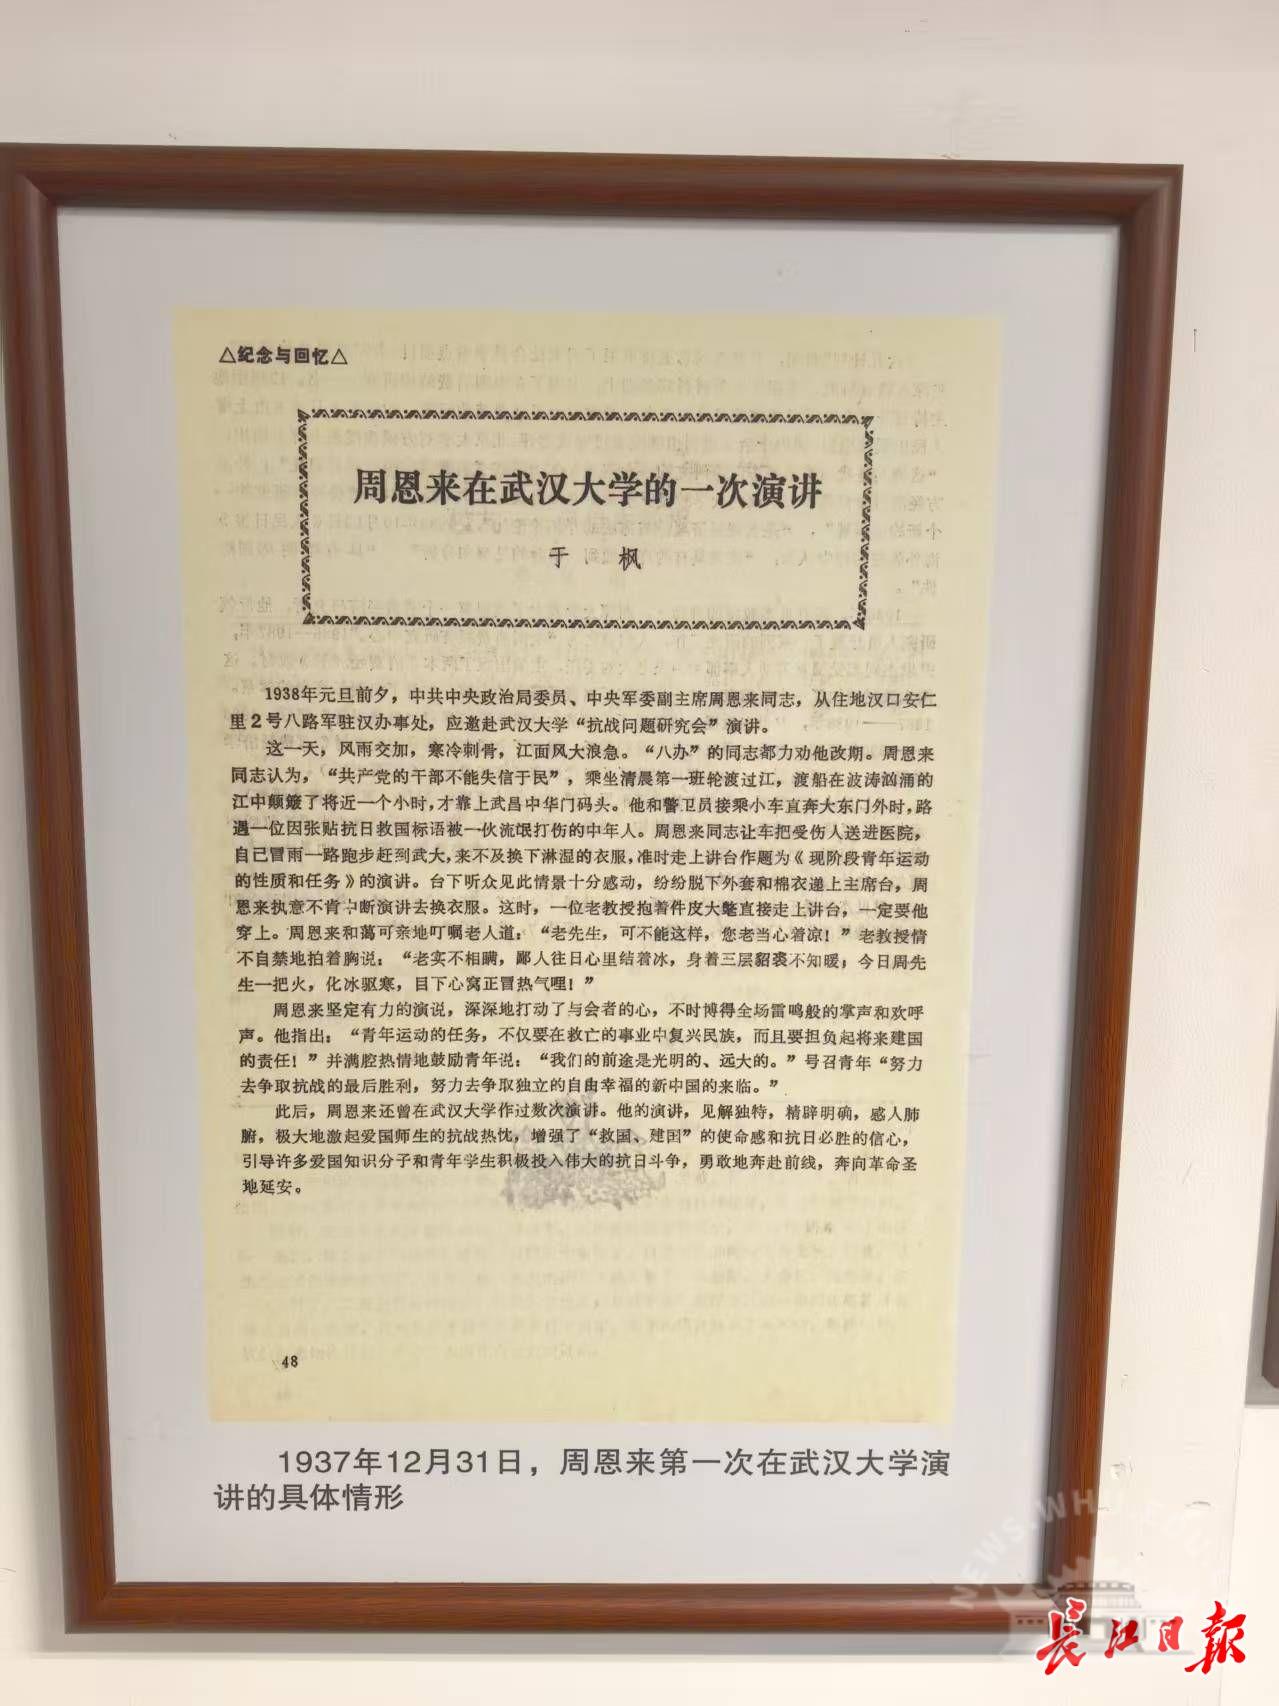 △纪念与回忆△
周恩来在武汉大学的一次演讲
于 枫
1938年元旦前夕，中共中央政治局委员、中央军委副主席周恩来同志，从住地汉口安仁
里2号八路军驻汉办事处，应邀赴武汉大学“抗战问题研究会”演讲。
这一天，风雨交加，寒冷刺骨，江面风大浪急。“八办”的同志都力劝他改期。周恩来
同志认为，“共产党的干部不能失信于民”，乘坐清晨第一班轮渡过江，渡船在波涛汹涌的
江中颠簸了将近一个小时，才靠上武昌中华门码头。他和警卫员接乘小车直奔大东门外时，路
遇一位因张贴抗日救国标语被一伙流氓打伤的中年人。周恩来同志让车把受伤人送进医院，
自己冒雨一路跑步赶到武大，来不及换下淋湿的衣服，准时走上讲台作题为《现阶段青年运动
的性质和任务》的演讲。台下听众见此情景十分感动，纷纷脱下外套和棉衣递上主席台，周
恩来执意不肯中断演讲去换衣服。这时，一位老教授抱着件皮大氅直接走上讲台，一定要他
穿上。周恩来和蔼可亲地叮嘱老人道：“老先生，可不能这样，您老当心着凉！”老教授情
不自禁地拍着胸说：“老实不相瞒，鄙人往日心里结着冰，身着三层貂裘不知暖；今日周先
生一把火，化冰驱寒，目下心窝正冒热气哩！”
周恩来坚定有力的演说，深深地打动了与会者的心，不时博得全场雷鸣般的掌声和欢呼
声。他指出：“青年运动的任务，不仅要在救亡的事业中复兴民族，而且要担负起将来建国
的责任！”并满腔热情地鼓励青年说：“我们的前途是光明的、远大的。”号召青年“努力
去争取抗战的最后胜利，努力去争取独立的自由幸福的新中国的来临。”
此后，周恩来还曾在武汉大学作过数次演讲。他的演讲，见解独特，精辟明确，感人肺
腑，极大地激起爱国师生的抗战热忱，增强了“救国、建国”的使命感和抗日必胜的信心，
引导许多爱国知识分子和青年学生积极投入伟大的抗日斗争，勇敢地奔赴前线，奔向革命圣
地延安。
48
1937年12月31日，周恩来第一次在武汉大学演
讲的具体情形
NEWS.WHU.EDU
长江日报